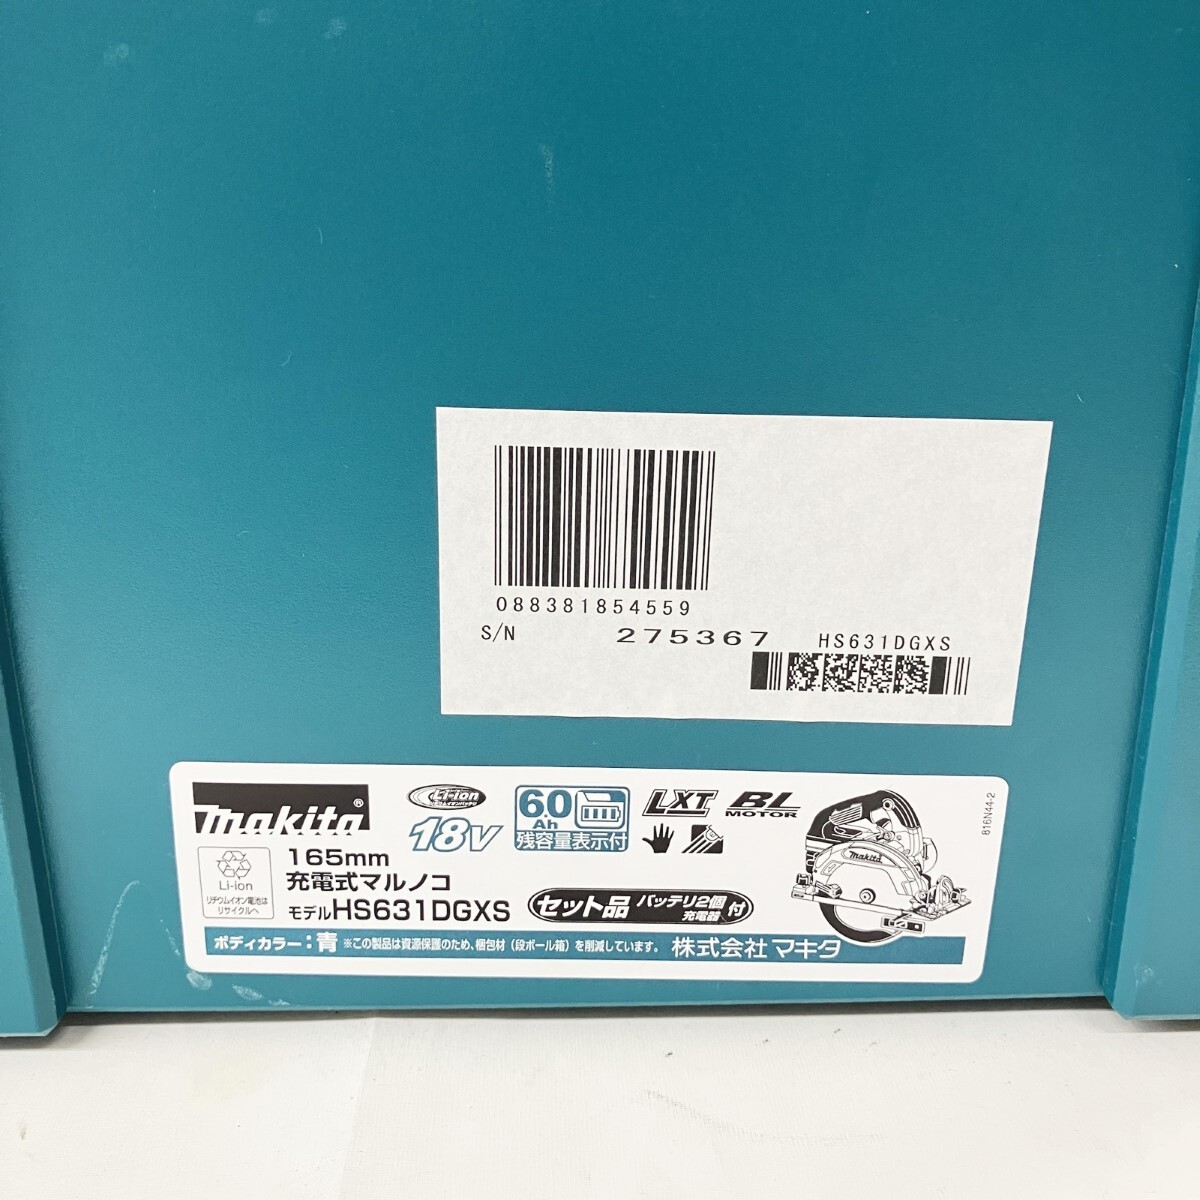 088381854559
S/N 275367 HS631DGXS
makita®
Li-ion
18V
6.0 Ah
残容量表示付
LXT
BL MOTOR
makita
816N44-2
Li-ion
リチウムイオン電池は
リサイクルへ
165mm
充電式マルノコ
モデルHS631DGXS
セット品 バッテリ2個 充電器 付
ボディカラー:青 ※この製品は資源保護のため、梱包材(段ボール箱)を削減しています。 株式会社 マキタ